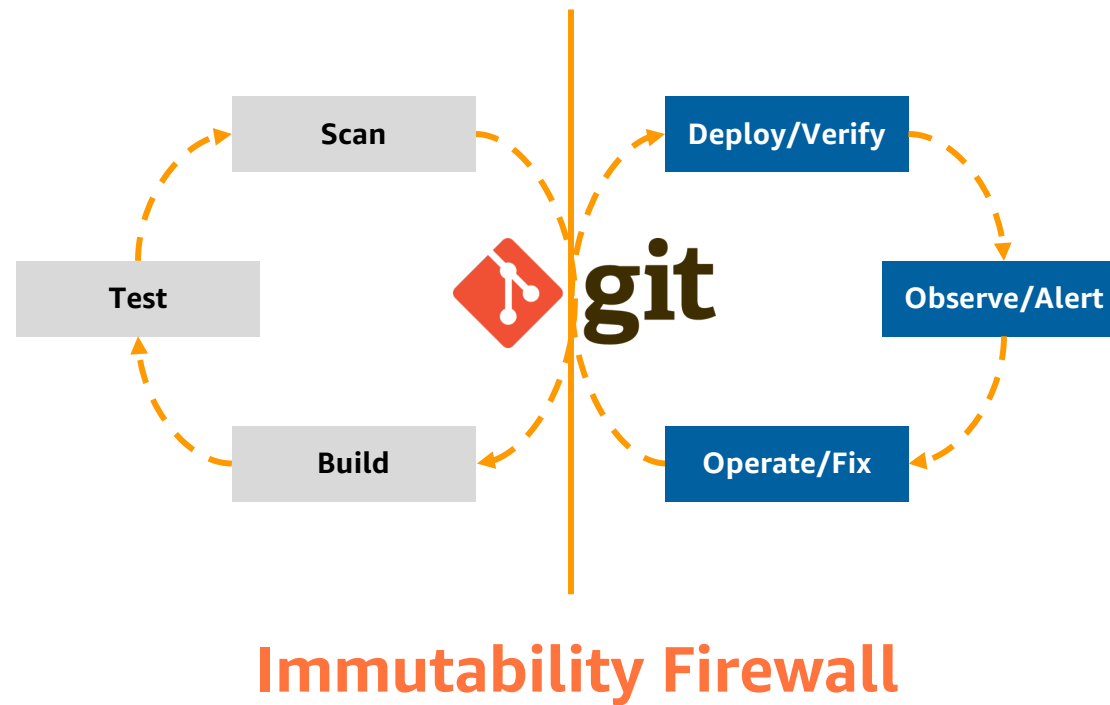 Scan
Deploy/Verify
git
Test
Observe/Alert
Build
Operate/Fix
Immutability Firewall